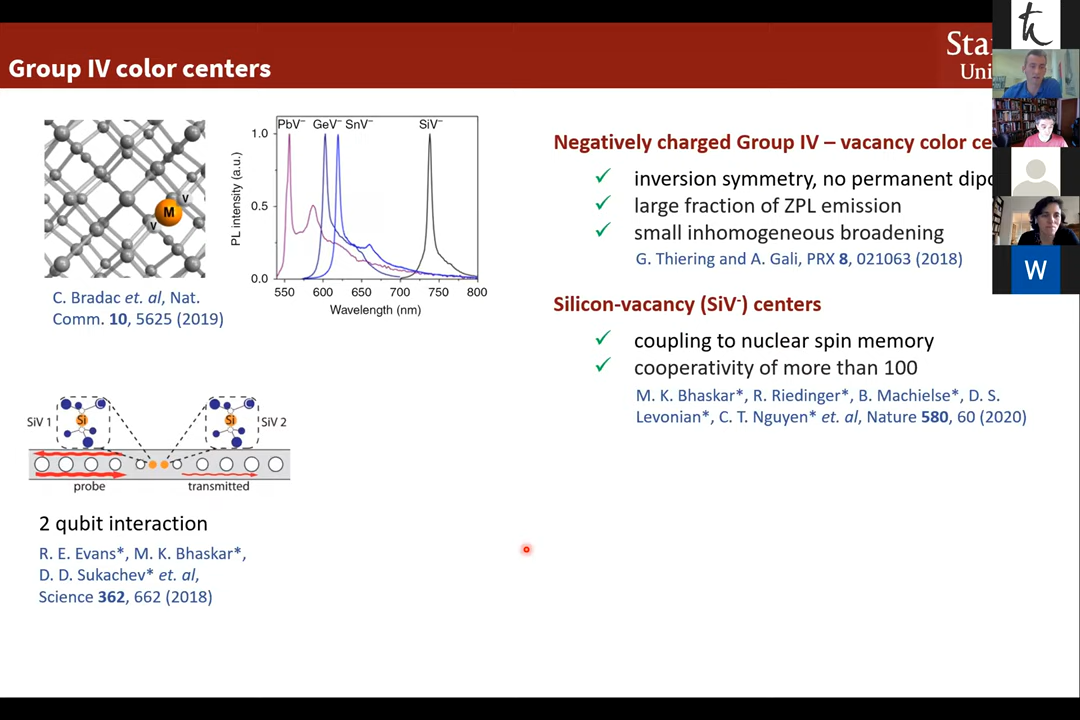 Group IV color centers
Sta
Uni
PbV⁻ GeV⁻ SnV⁻ SiV⁻
1.0
0.5
0.0
PL intensity (a.u.)
550 600 650 700 750 800
Wavelength (nm)
V
M
V
C. Bradac et. al, Nat.
Comm. 10, 5625 (2019)
SiV 1 Si Si SiV 2
probe transmitted
2 qubit interaction
R. E. Evans*, M. K. Bhaskar*,
D. D. Sukachev* et. al,
Science 362, 662 (2018)
Negatively charged Group IV – vacancy color ce
✓ inversion symmetry, no permanent dipo
✓ large fraction of ZPL emission
✓ small inhomogeneous broadening
G. Thiering and A. Gali, PRX 8, 021063 (2018)
Silicon-vacancy (SiV⁻) centers
✓ coupling to nuclear spin memory
✓ cooperativity of more than 100
M. K. Bhaskar*, R. Riedinger*, B. Machielse*, D. S.
Levonian*, C. T. Nguyen* et. al, Nature 580, 60 (2020)
W